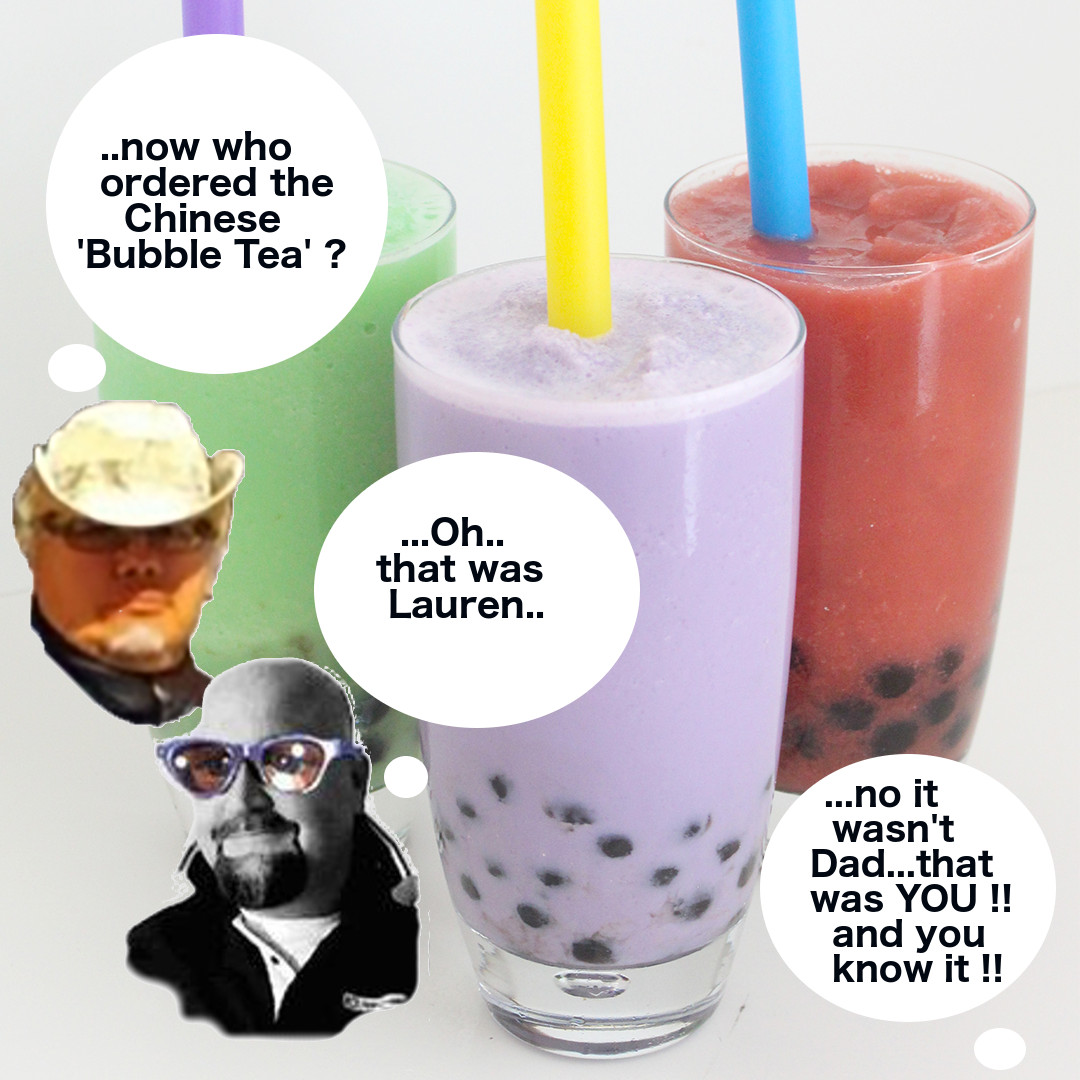 ..now who
ordered the
Chinese
'Bubble Tea' ?
...Oh..
that was
Lauren..
...no it
wasn't
Dad...that
was YOU !!
and you
know it !!